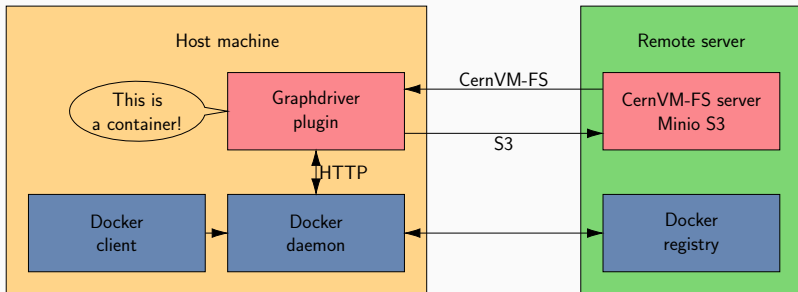 Host machine
Remote server
This is
a container!
Graphdriver
plugin
CernVM-FS
S3
CernVM-FS server
Minio S3
HTTP
Docker
client
Docker
daemon
Docker
registry